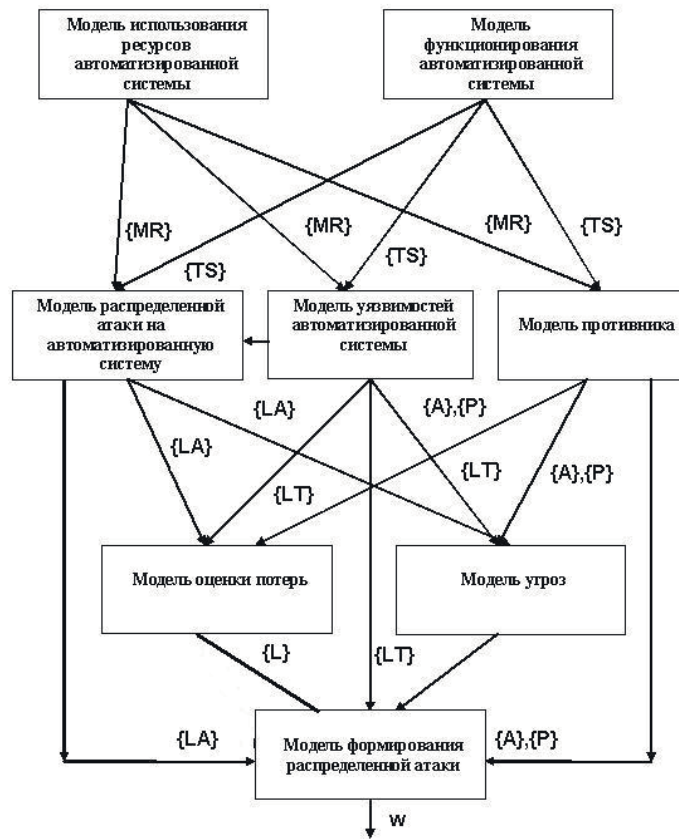 Модель использования
ресурсов
автоматизированной
системы
Модель
функционирования
автоматизированной
системы
{MR}
{MR}
{MR}
{TS}
{TS}
{TS}
Модель распределенной
атаки на
автоматизированную
систему
Модель уязвимостей
автоматизированной
системы
Модель противника
{LA}
{A},{P}
{LA}
{LT}
{LT}
{A},{P}
Модель оценки потерь
Модель угроз
{L}
{LT}
{LA}
{A},{P}
Модель формирования
распределенной атаки
w